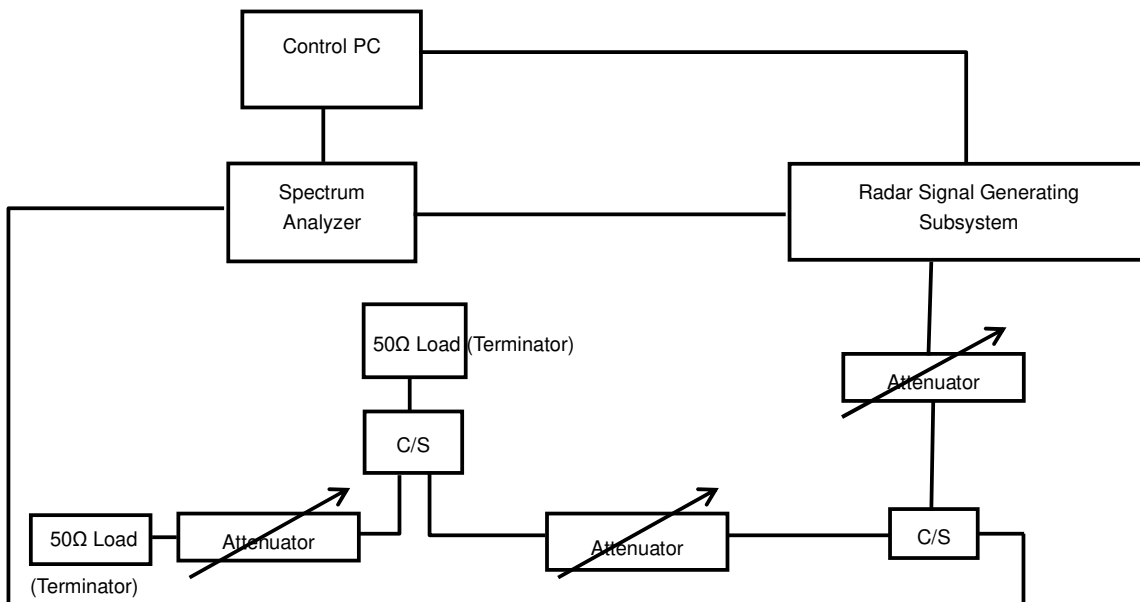 Control PC
Spectrum
Analyzer
Radar Signal Generating
Subsystem
50Ω Load (Terminator)
Attenuator
C/S
50Ω Load
(Terminator)
Attenuator
Attenuator
C/S